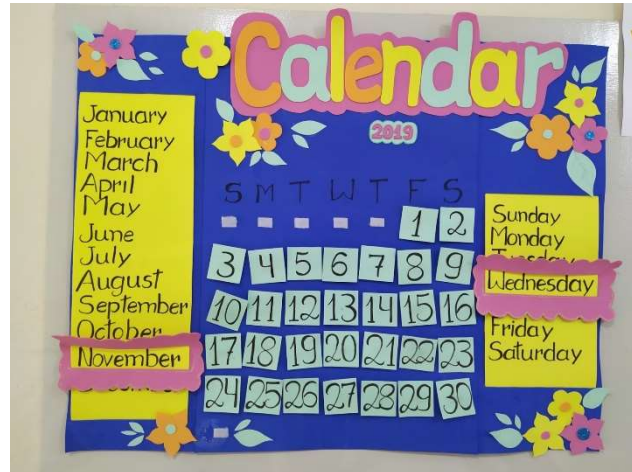 Calendar
2019
January
February
March
April
May
June
July
August
September
October
November
S M T W T F S
1 2
3 4 5 6 7 8 9
10 11 12 13 14 15 16
17 18 19 20 21 22 23
24 25 26 27 28 29 30
Sunday
Monday
Tuesday
Wednesday
Friday
Saturday